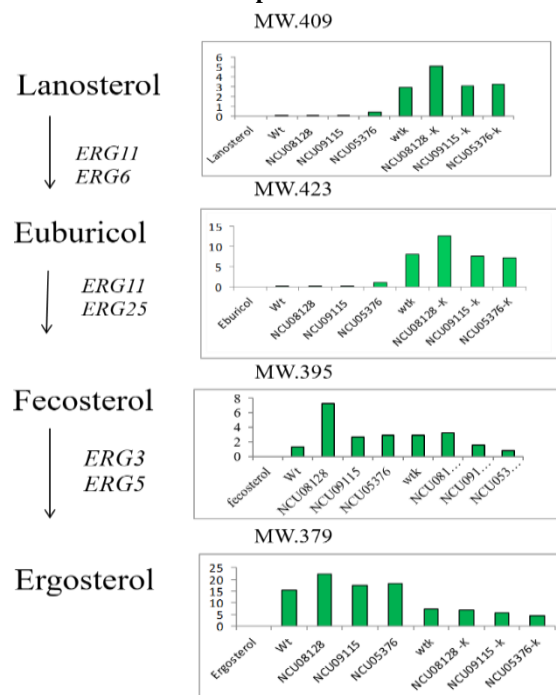 MW.409
Lanosterol
6
5
4
3
2
1
0
Lanosterol
Wt
NCU08128
NCU09115
NCU05376
wtk
NCU08128 -K
NCU09115 -k
NCU05376-k
ERG11
ERG6
MW.423
Euburicol
15
10
5
0
Eburicol
Wt
NCU08128
NCU09115
NCU05376
wtk
NCU08128 -K
NCU09115 -k
NCU05376-K
ERG11
ERG25
MW.395
Fecosterol
8
6
4
2
0
fecosterol
Wt
NCU08128
NCU09115
NCU05376
wtk
NCU081...
NCU091...
NCU053...
ERG3
ERG5
MW.379
Ergosterol
25
20
15
10
5
0
Ergosterol
Wt
NCU08128
NCU09115
NCU05376
wtk
NCU08128 -K
NCU09115 -k
NCU05376-k